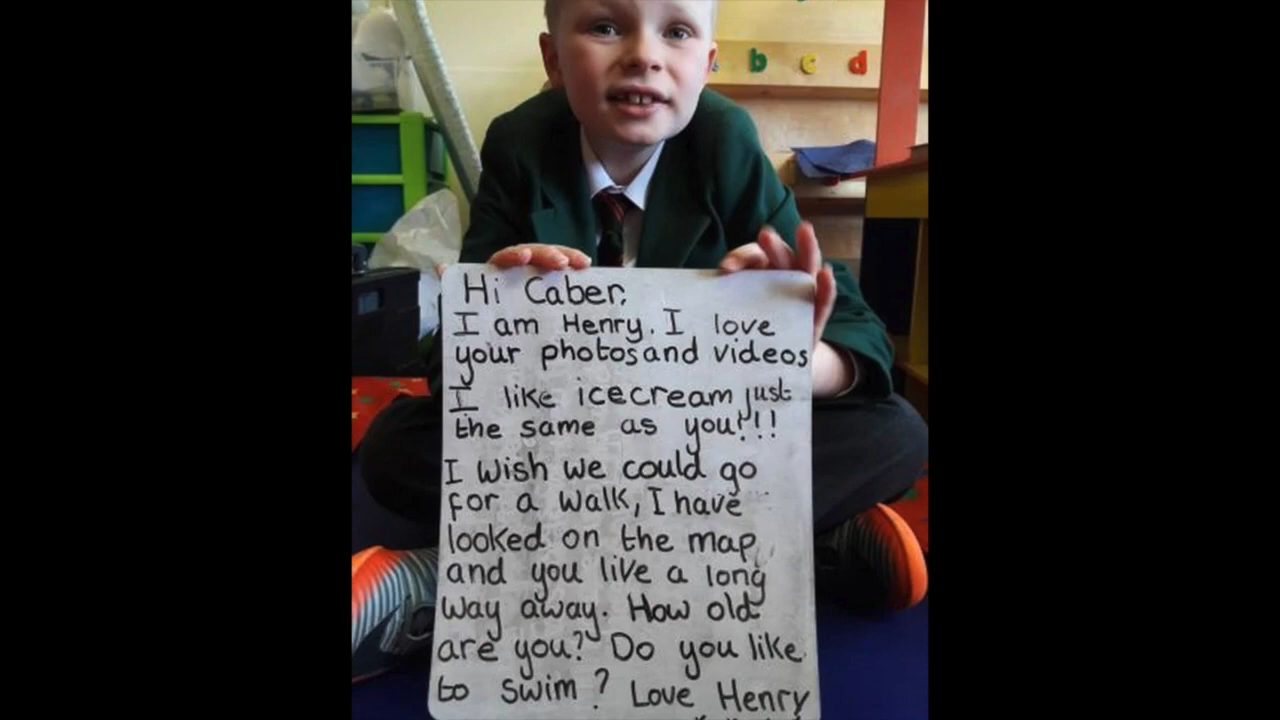 b c d
Hi Caber,
I am Henry. I love
your photos and videos
I like icecream just
the same as you!!!
I wish we could go
for a walk, I have
looked on the map
and you live a long
way away. How old
are you? Do you like
to swim? Love Henry